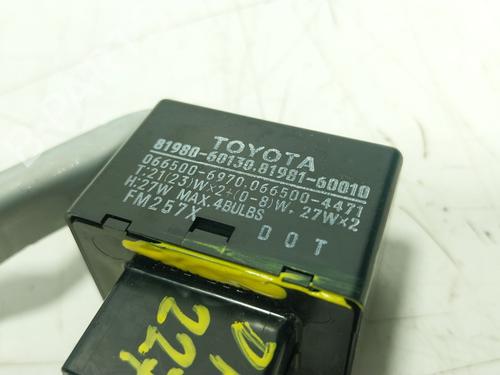 TOYOTA
81980-60130.81981-60010
066500-6970.066500-4471
T:21(23)W×2+(0-8)W, 27W×2
H:27W MAX.4BULBS
FM257X
DOT